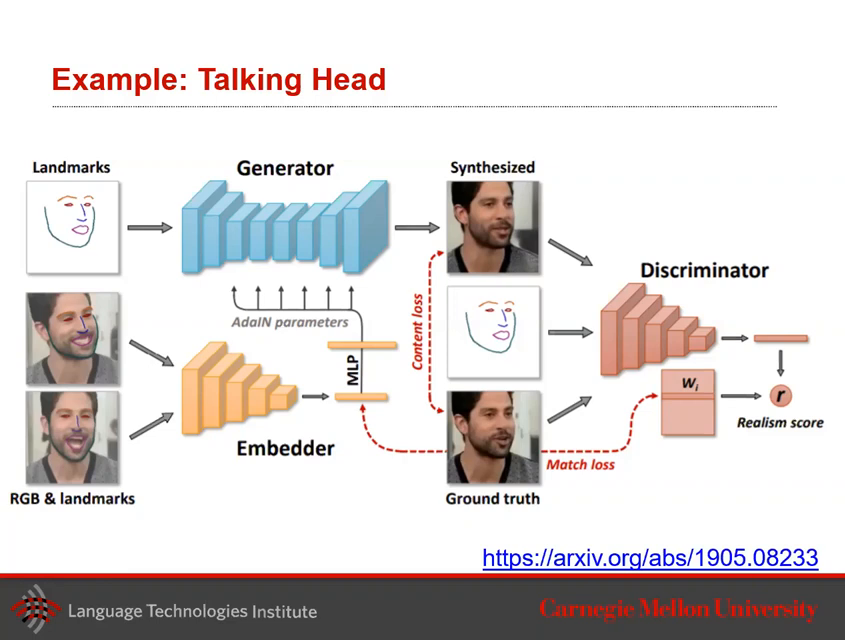 Example: Talking Head
Landmarks
Generator
Synthesized
Discriminator
AdaIN parameters
Content loss
MLP
W i
r
Realism score
Embedder
Match loss
RGB & landmarks
Ground truth
https://arxiv.org/abs/1905.08233
Language Technologies Institute
Carnegie Mellon University